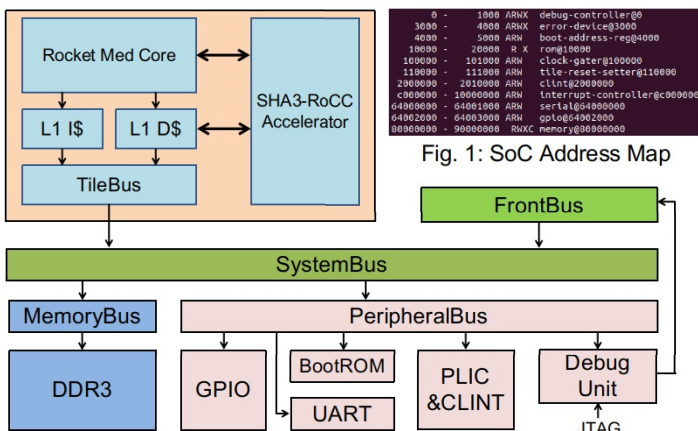 Rocket Med Core
SHA3-RoCC
Accelerator
L1 I$
L1 D$
TileBus
0 - 1000 ARWX debug-controller@0
3000 - 4000 ARWX error-device@3000
4000 - 5000 ARW boot-address-reg@4000
10000 - 20000 R X rom@10000
100000 - 101000 ARW clock-gater@100000
110000 - 111000 ARW tile-reset-setter@110000
2000000 - 2010000 ARW clint@2000000
c000000 - 10000000 ARW interrupt-controller@c000000
64000000 - 64001000 ARW serial@64000000
64002000 - 64003000 ARW gpio@64002000
80000000 - 90000000 RWXC memory@80000000
Fig. 1: SoC Address Map
FrontBus
SystemBus
MemoryBus
PeripheralBus
DDR3
GPIO
BootROM
UART
PLIC
&CLINT
Debug
Unit
JTAG